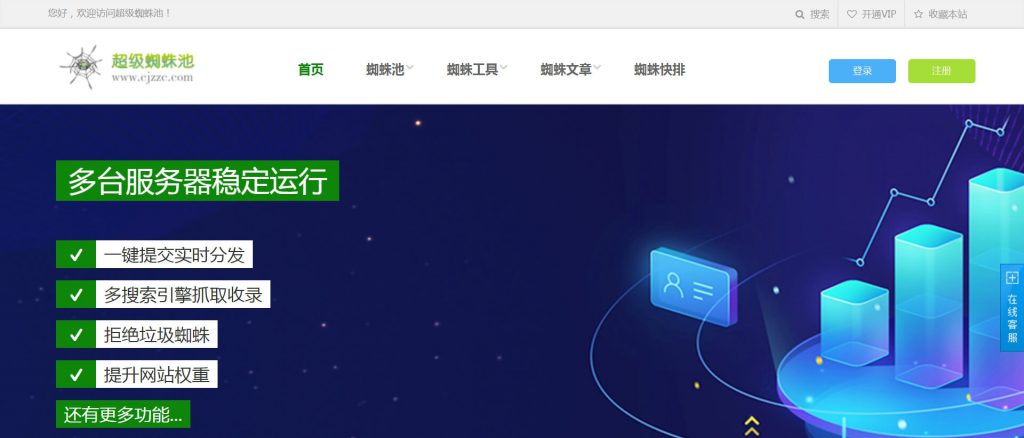 您好，欢迎访问超级蜘蛛池！
搜索 开通VIP 收藏本站
超级蜘蛛池
www.cjzzc.com
首页 蜘蛛池 蜘蛛工具 蜘蛛文章 蜘蛛快排
登录 注册
多台服务器稳定运行
一键提交实时分发
多搜索引擎抓取收录
拒绝垃圾蜘蛛
提升网站权重
还有更多功能...
在线客服